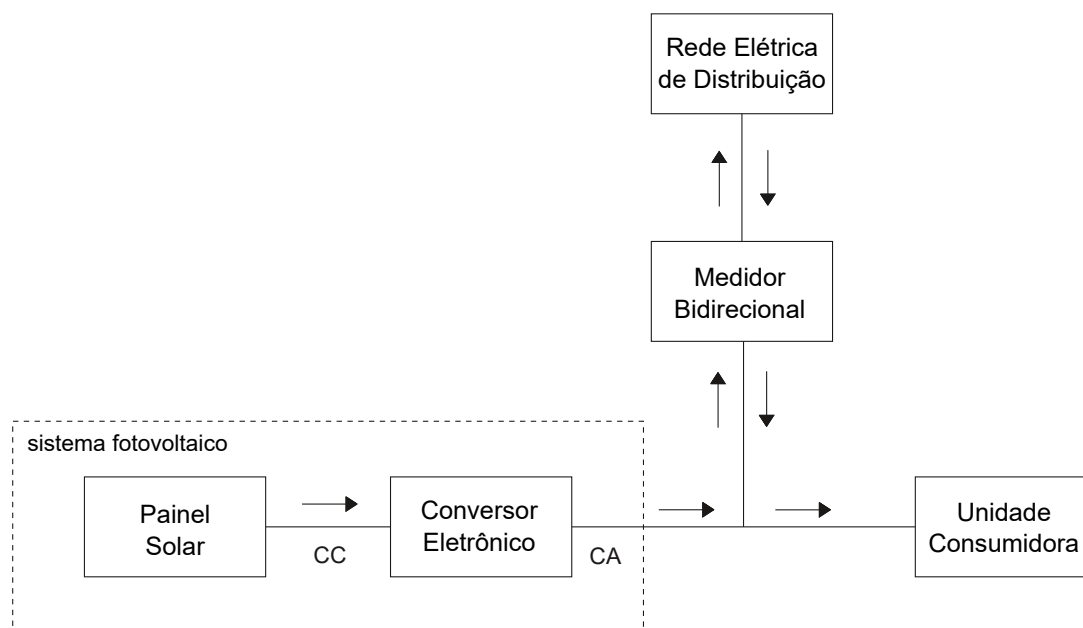 Rede Elétrica
de Distribuição
Medidor
Bidirecional
sistema fotovoltaico
Painel
Solar
CC
Conversor
Eletrônico
CA
Unidade
Consumidora